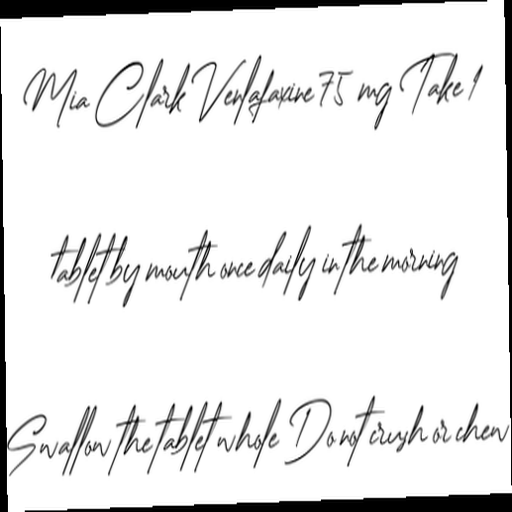 Mia Clark Venlafaxine 75 mg Take 1
tablet by mouth once daily in the morning
Swallow the tablet whole Do not crush or chew